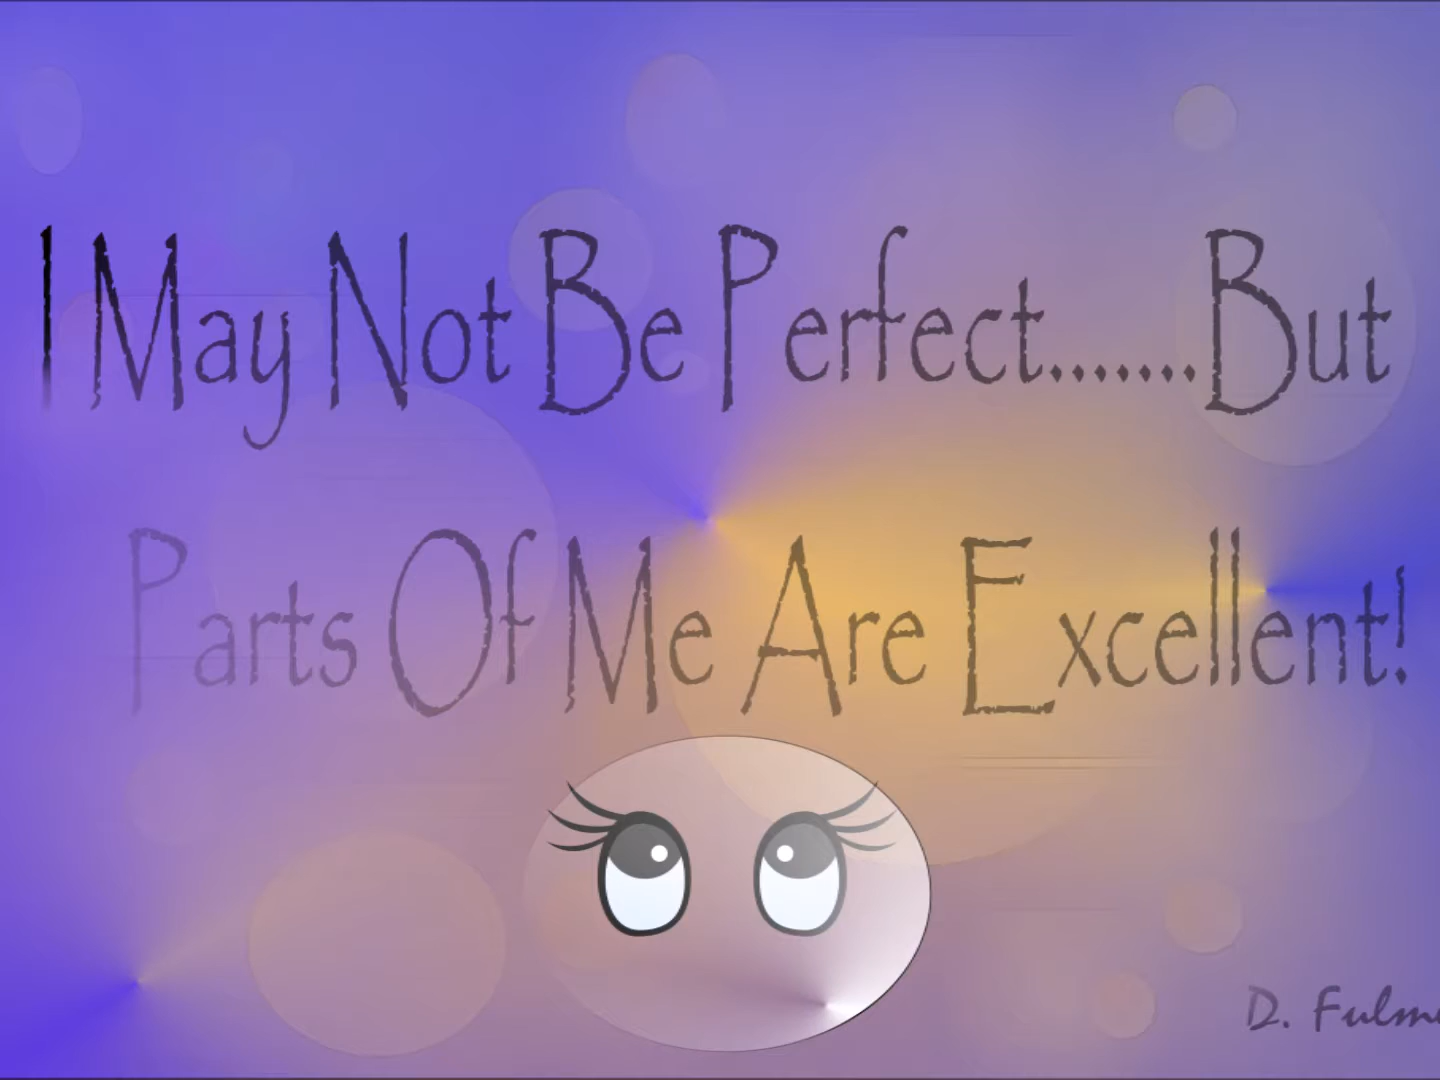 I May Not Be Perfect.......But
Parts Of Me Are Excellent!
D.